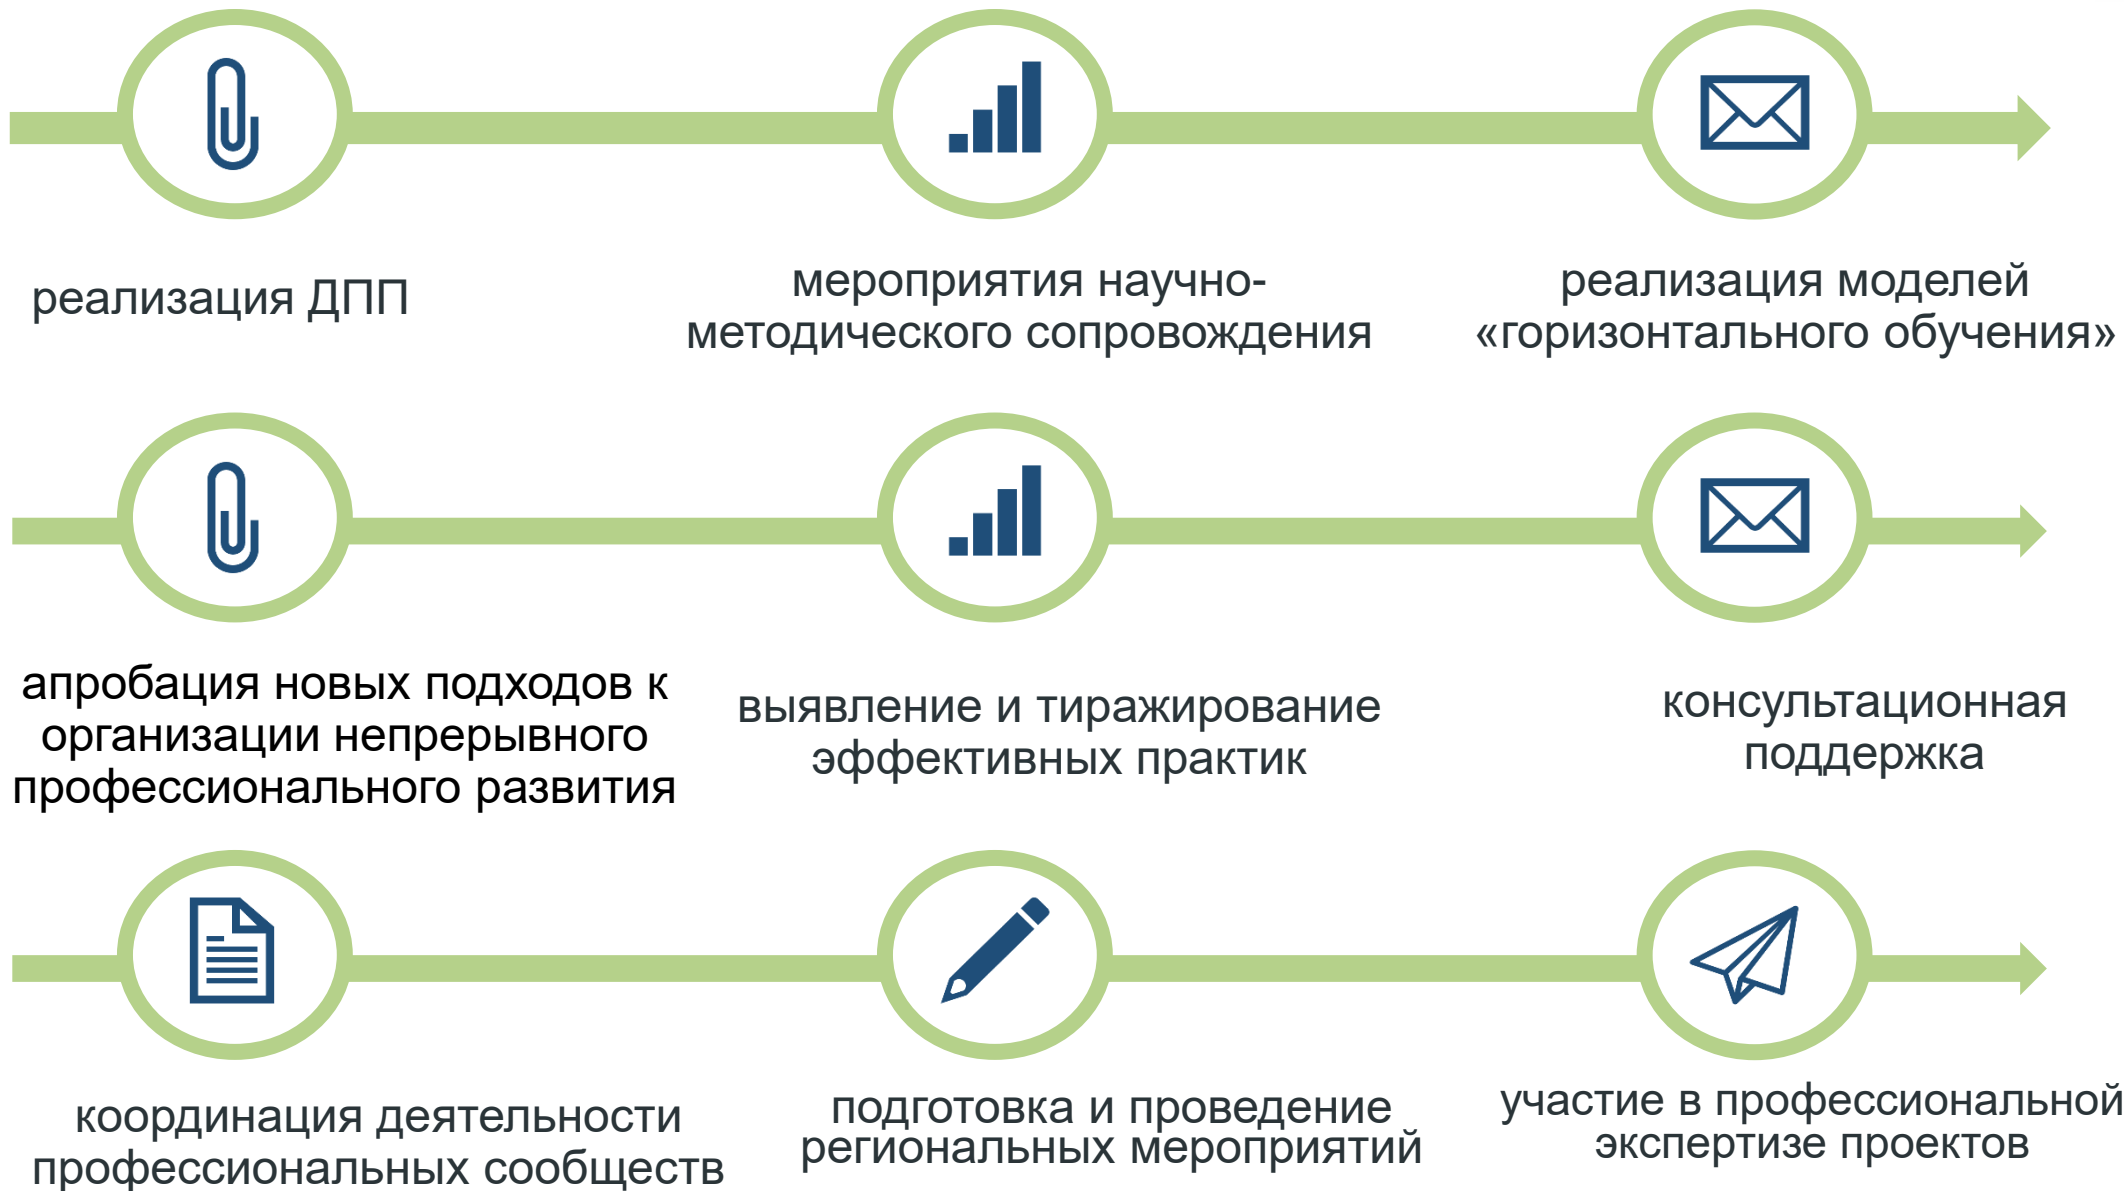 реализация ДПП
мероприятия научно-
методического сопровождения
реализация моделей
«горизонтального обучения»
апробация новых подходов к
организации непрерывного
профессионального развития
выявление и тиражирование
эффективных практик
консультационная
поддержка
координация деятельности
профессиональных сообществ
подготовка и проведение
региональных мероприятий
участие в профессиональной
экспертизе проектов